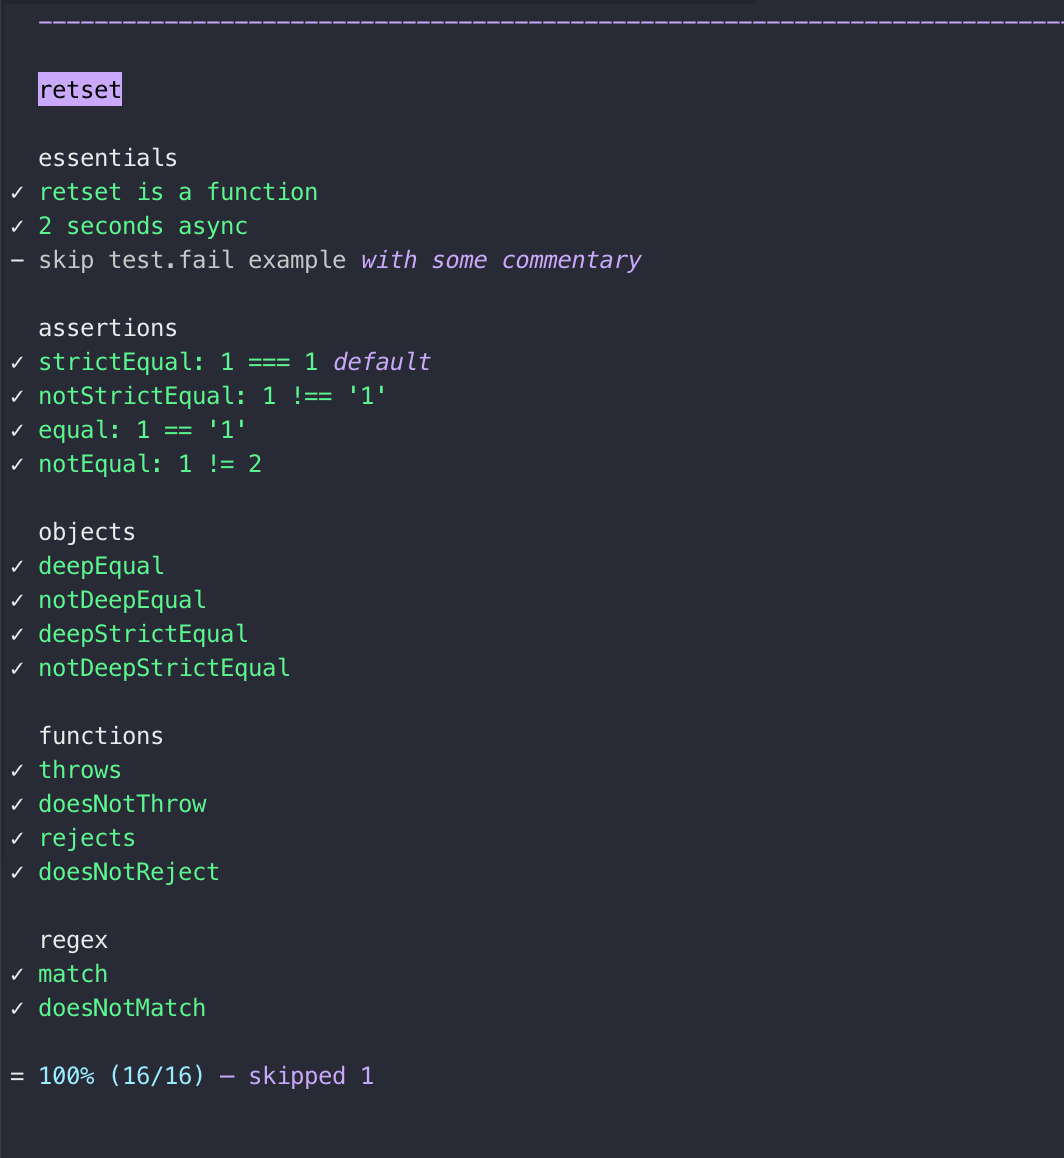 retset
essentials
✓ retset is a function
✓ 2 seconds async
— skip test.fail example with some commentary
assertions
✓ strictEqual: 1 === 1 default
✓ notStrictEqual: 1 !== '1'
✓ equal: 1 == '1'
✓ notEqual: 1 != 2
objects
✓ deepEqual
✓ notDeepEqual
✓ deepStrictEqual
✓ notDeepStrictEqual
functions
✓ throws
✓ doesNotThrow
✓ rejects
✓ doesNotReject
regex
✓ match
✓ doesNotMatch
= 100% (16/16) — skipped 1